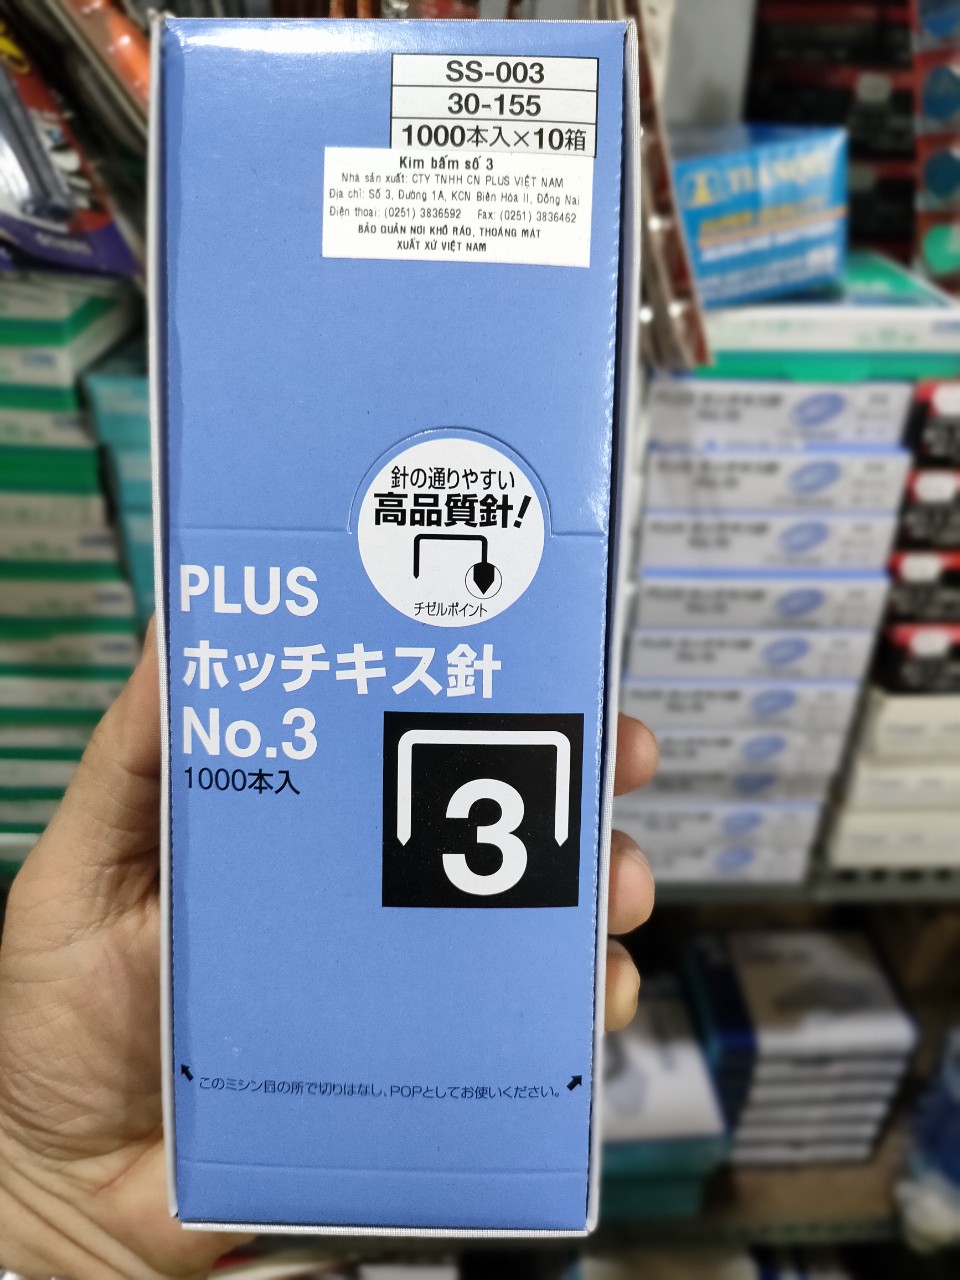 SS-003
30-155
1000本入×10箱
Kim bấm số 3
Nhà sản xuất: CTY TNHH CN PLUS VIỆT NAM
Địa chỉ: Số 3, Đường 1A, KCN Biên Hòa II, Đồng Nai
Điện thoại: (0251) 3836592 Fax: (0251) 3836462
BẢO QUẢN NƠI KHÔ RÁO, THOÁNG MÁT
XUẤT XỨ VIỆT NAM
針の通りやすい
高品質針!
チゼルポイント
PLUS
ホッチキス針
No.3
1000本入
3
このミシン目の所で切りはなし、POPとしてお使いください。